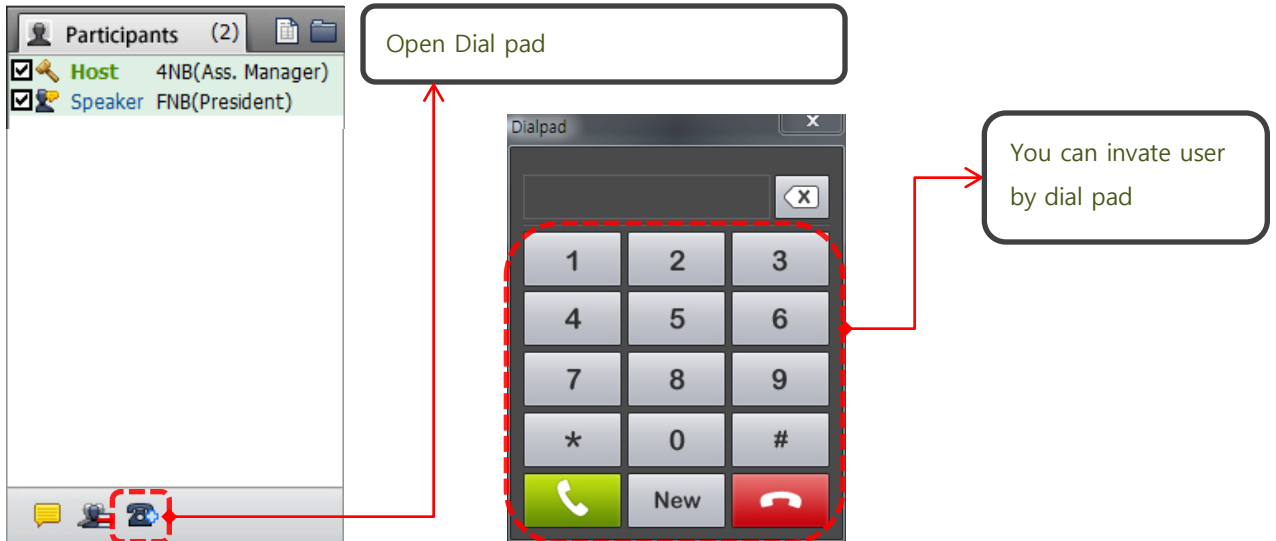 Participants (2)
Host 4NB(Ass. Manager)
Speaker FNB(President)
Open Dial pad
Dialpad
x
X
1 2 3
4 5 6
7 8 9
* 0 #
New
You can invate user
by dial pad